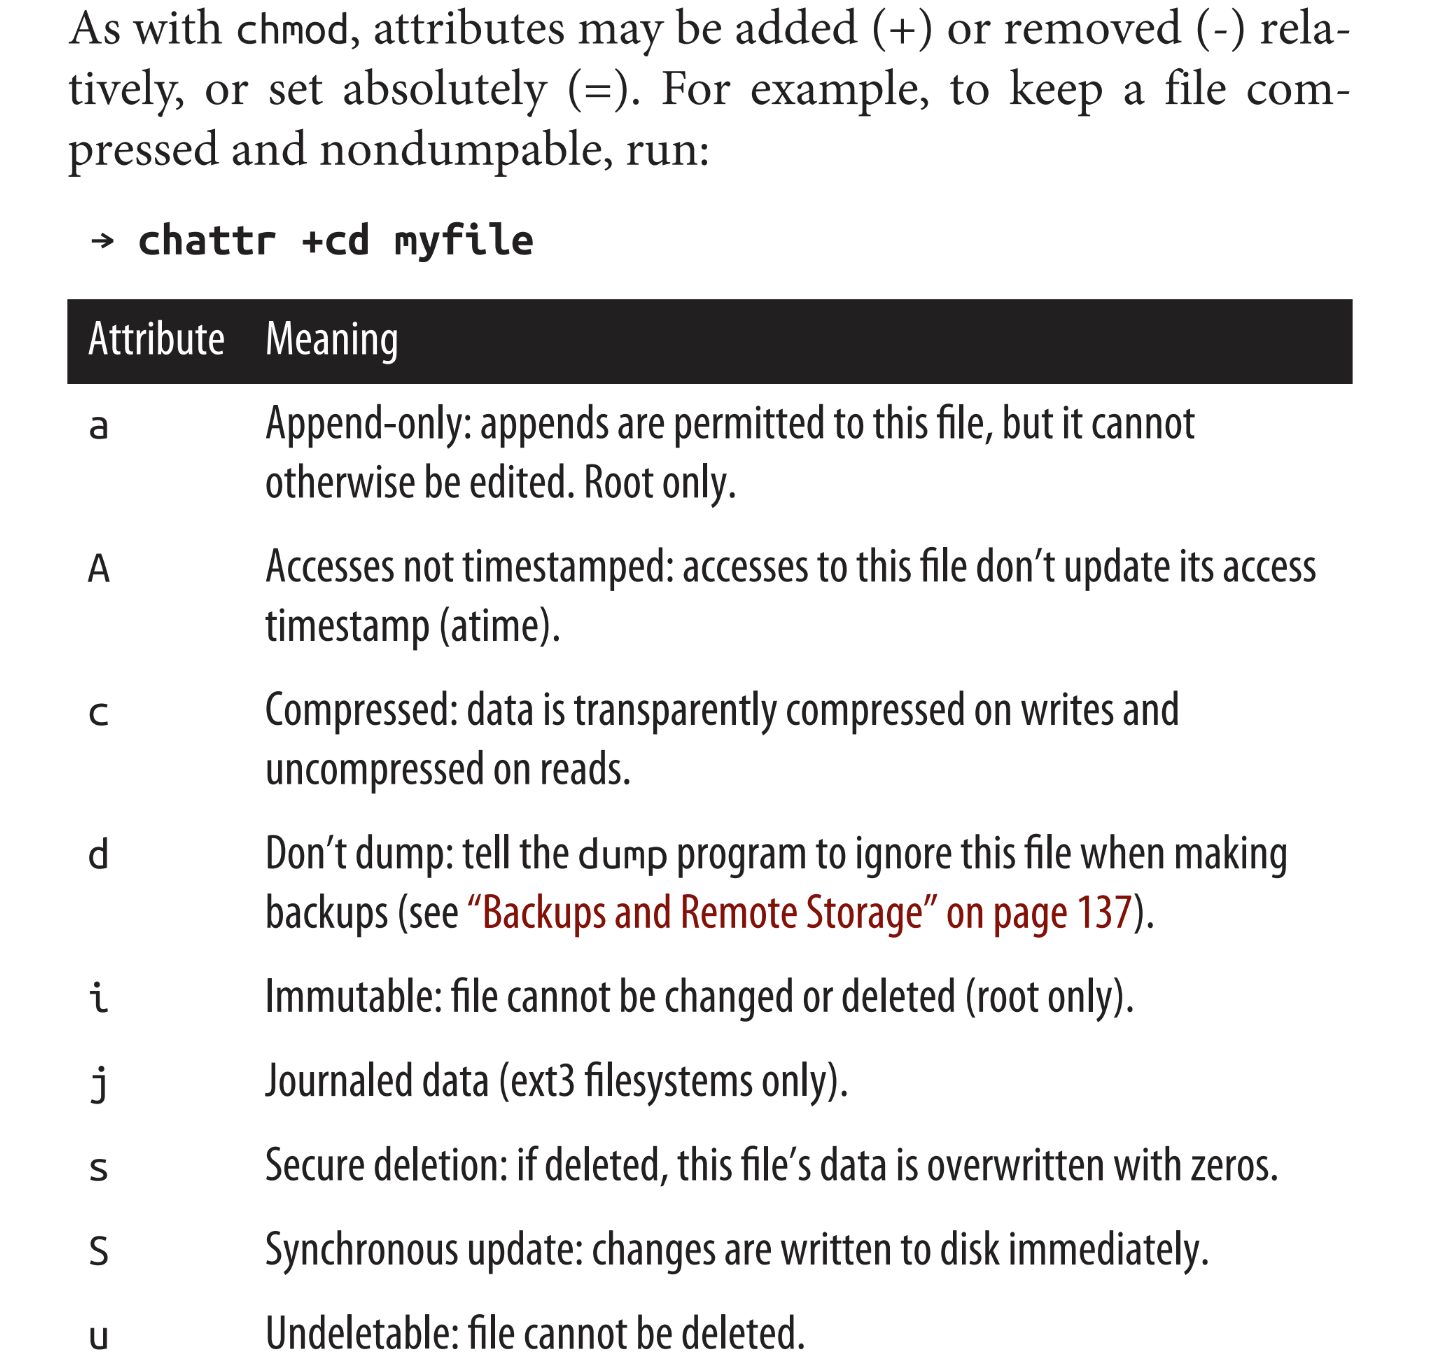 As with chmod, attributes may be added (+) or removed (-) rela-
tively, or set absolutely (=). For example, to keep a file com-
pressed and nondumpable, run:
→ chattr +cd myfile
Attribute Meaning
a Append-only: appends are permitted to this file, but it cannot
otherwise be edited. Root only.
A Accesses not timestamped: accesses to this file don’t update its access
timestamp (atime).
c Compressed: data is transparently compressed on writes and
uncompressed on reads.
d Don’t dump: tell the dump program to ignore this file when making
backups (see “Backups and Remote Storage” on page 137).
i Immutable: file cannot be changed or deleted (root only).
j Journaled data (ext3 filesystems only).
s Secure deletion: if deleted, this file’s data is overwritten with zeros.
S Synchronous update: changes are written to disk immediately.
u Undeletable: file cannot be deleted.